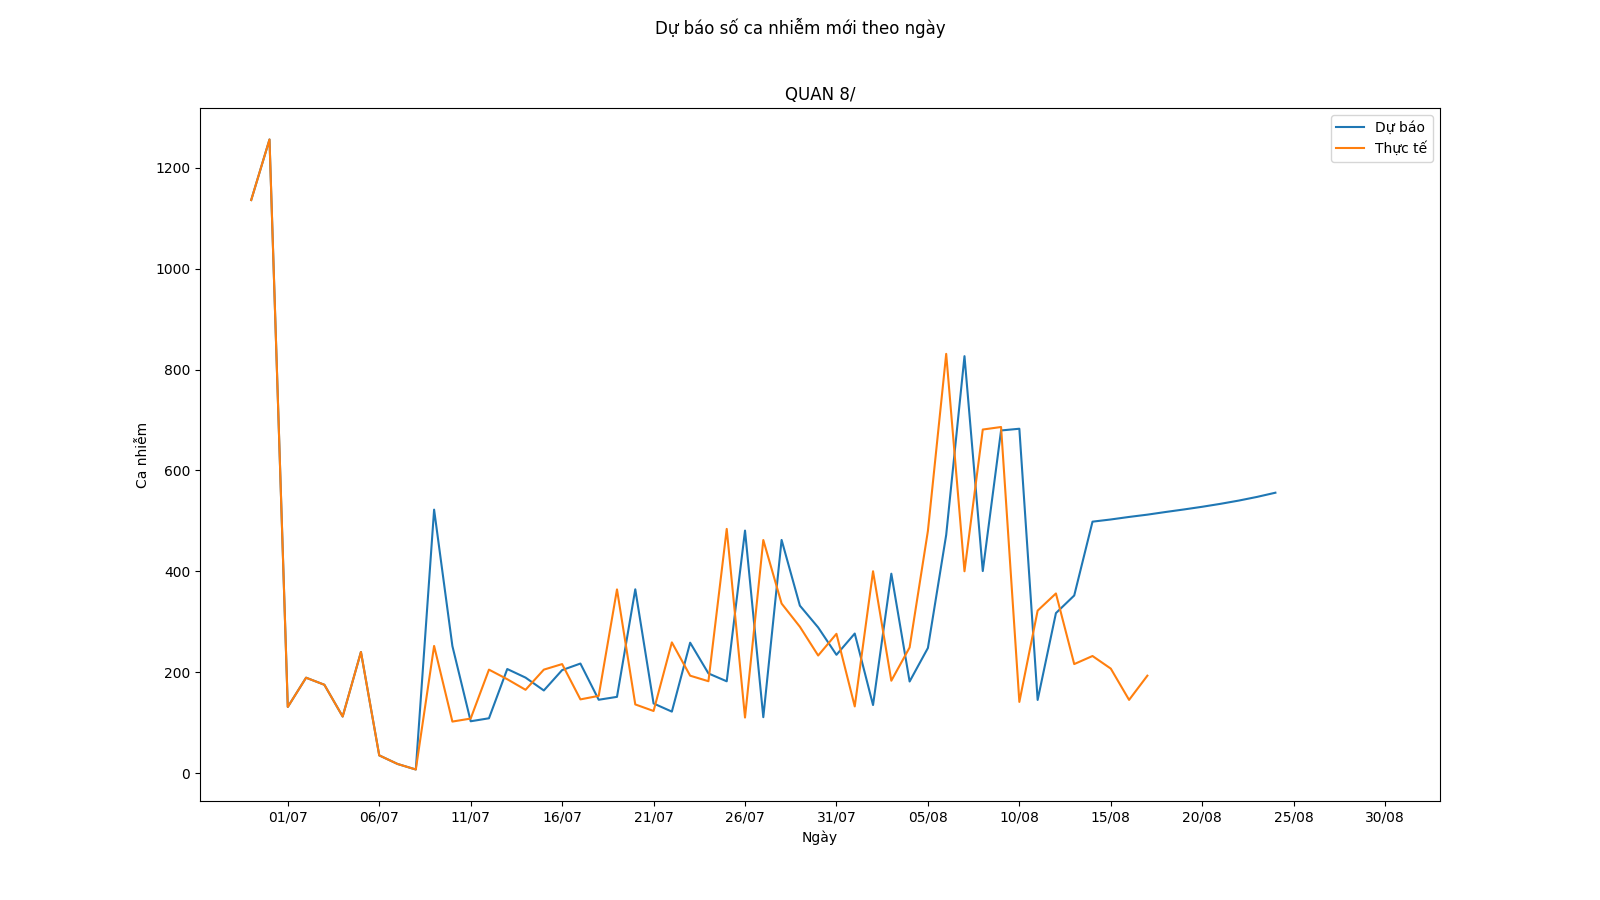 Dự báo số ca nhiễm mới theo ngày
QUAN 8/
Dự báo
Thực tế
1200
1000
800
600
400
200
0
Ca nhiễm
01/07 06/07 11/07 16/07 21/07 26/07 31/07 05/08 10/08 15/08 20/08 25/08 30/08
Ngày